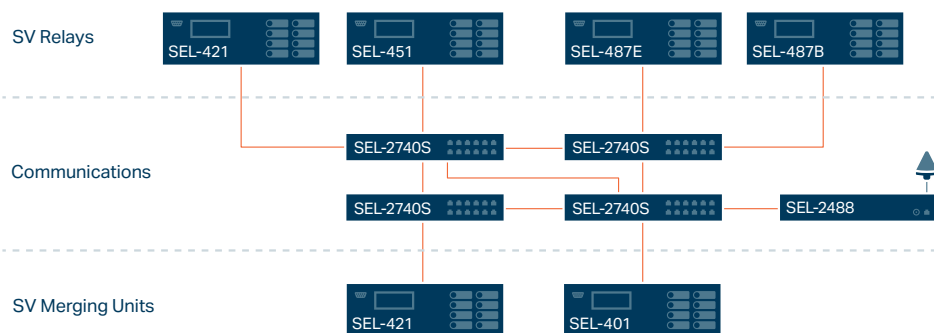 SV Relays
SEL-421
SEL-451
SEL-487E
SEL-487B
Communications
SEL-2740S
SEL-2740S
SEL-2740S
SEL-2740S
SEL-2488
SV Merging Units
SEL-421
SEL-401